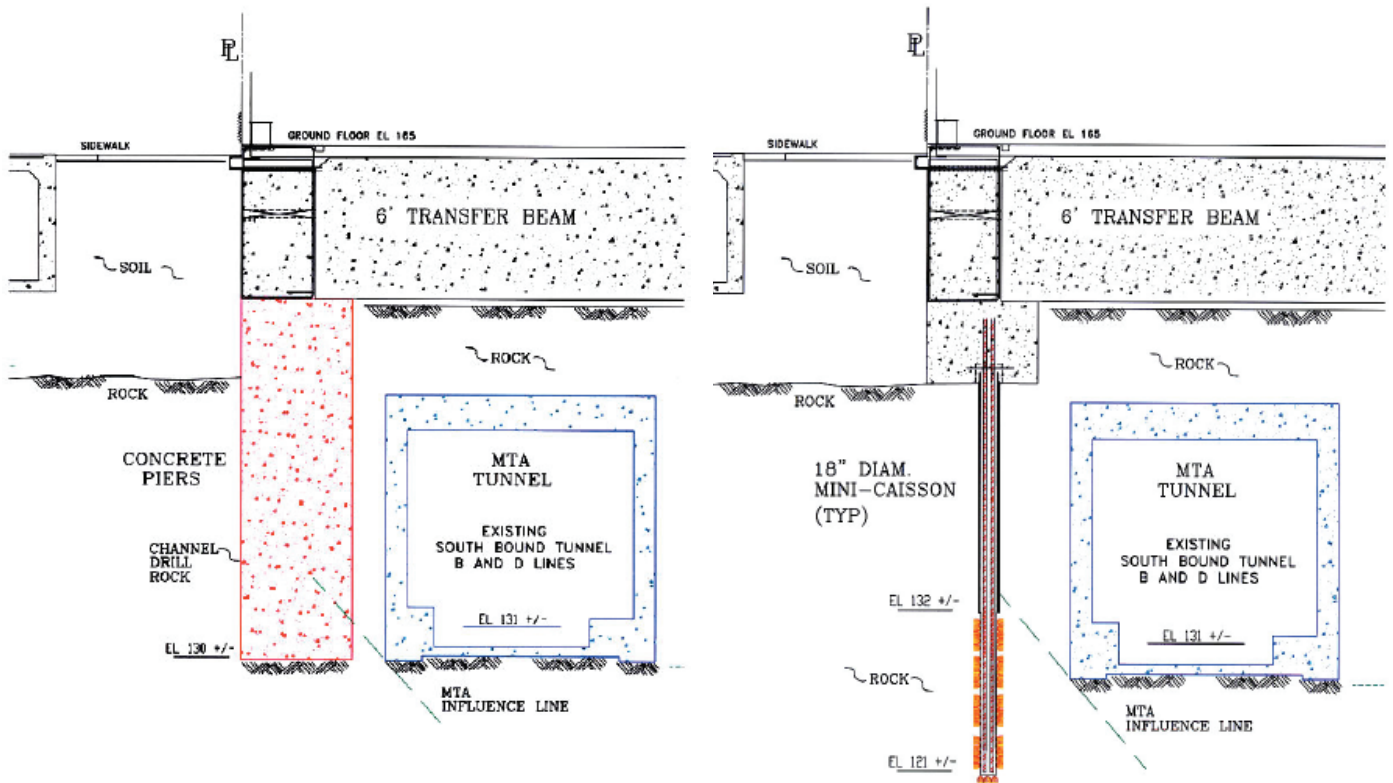 PL
GROUND FLOOR EL 165
SIDEWALK
6' TRANSFER BEAM
SOIL
ROCK
ROCK
CONCRETE
PIERS
MTA
TUNNEL
EXISTING
SOUTH BOUND TUNNEL
B AND D LINES
CHANNEL
DRILL
ROCK
EL 131 +/-
EL 130 +/-
MTA
INFLUENCE LINE
PL
GROUND FLOOR EL 165
SIDEWALK
6' TRANSFER BEAM
SOIL
ROCK
ROCK
18" DIAM.
MINI-CAISSON
(TYP)
MTA
TUNNEL
EXISTING
SOUTH BOUND TUNNEL
B AND D LINES
EL 132 +/-
EL 131 +/-
ROCK
MTA
INFLUENCE LINE
EL 121 +/-